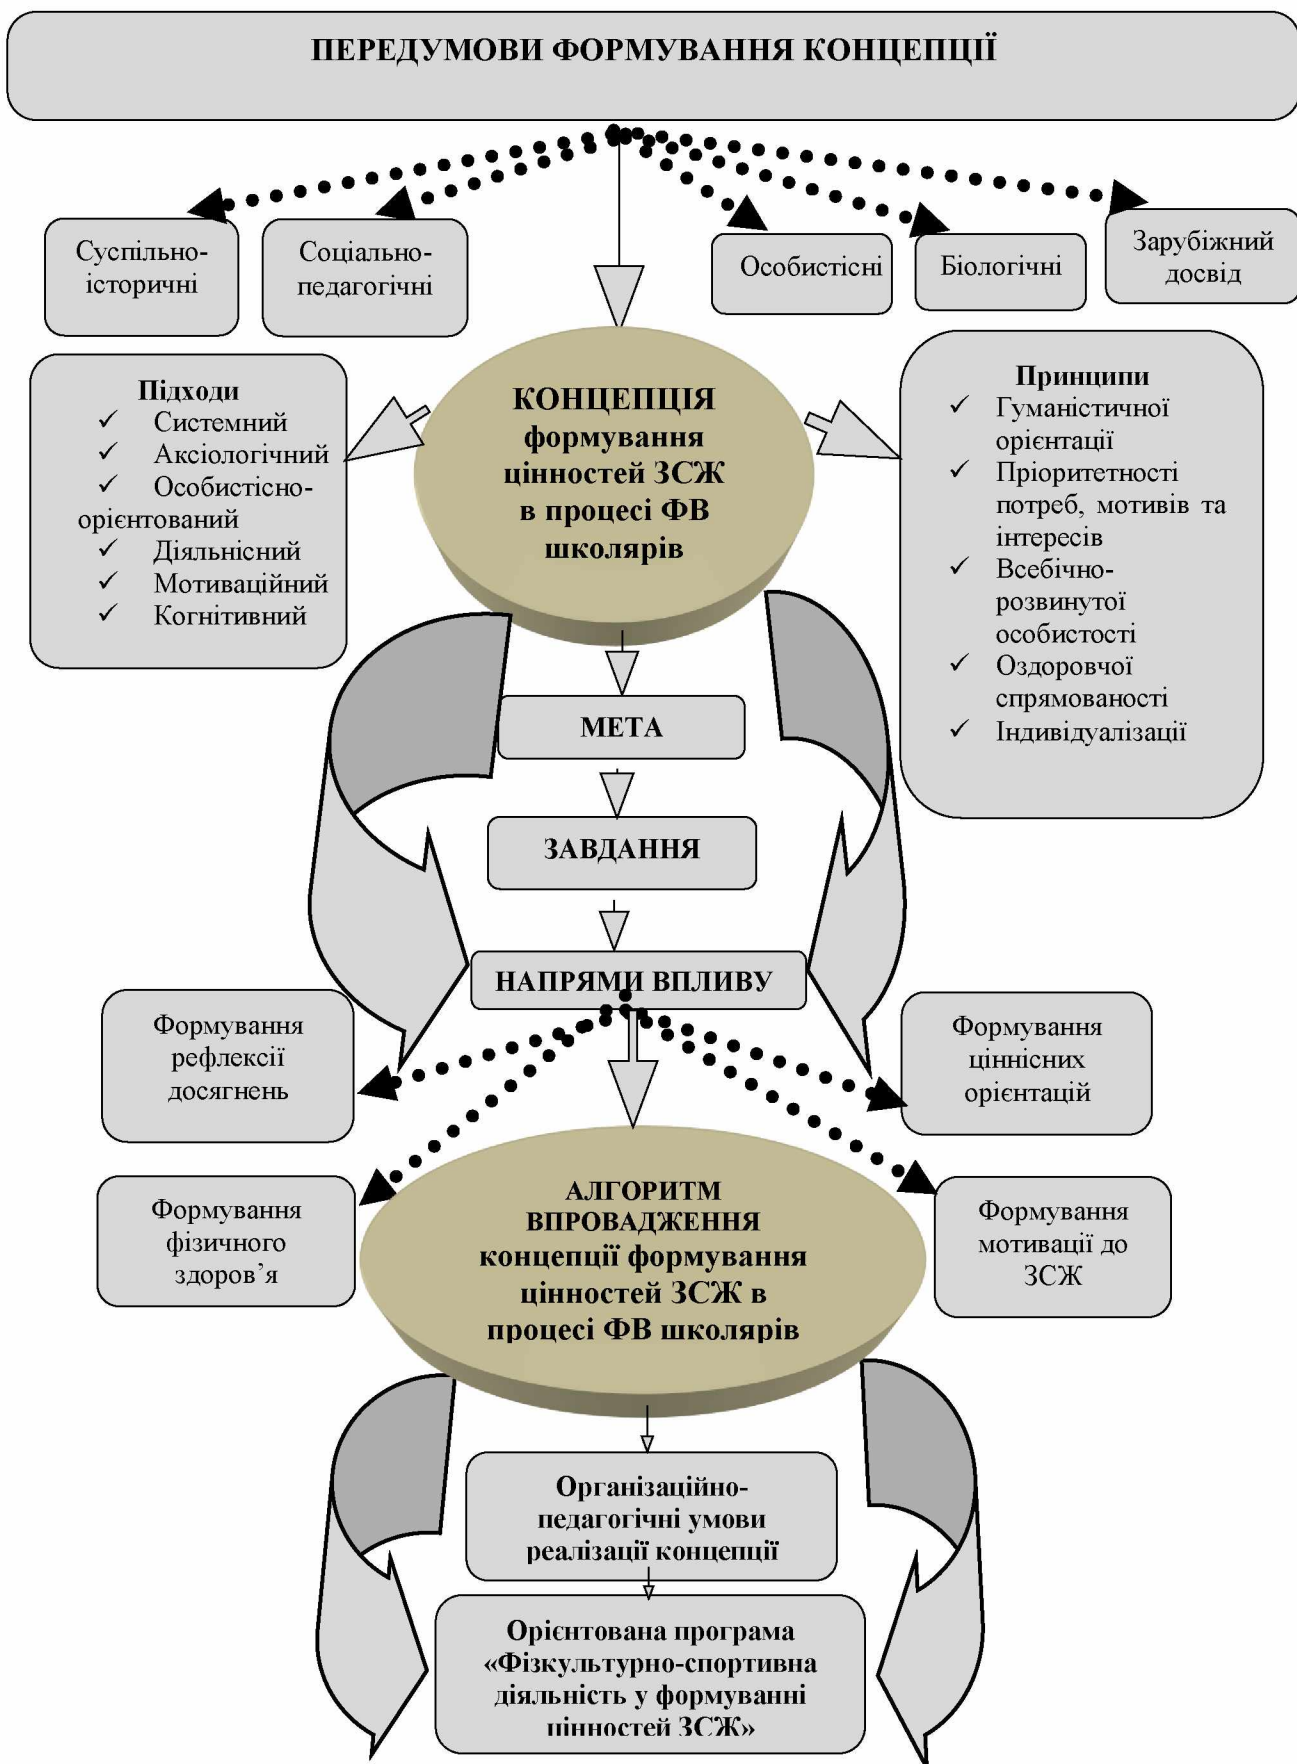 ПЕРЕДУМОВИ ФОРМУВАННЯ КОНЦЕПЦІЇ
Суспільно-
історичні
Соціально-
педагогічні
Особистісні
Біологічні
Зарубіжний
досвід
Підходи
✓ Системний
✓ Аксіологічний
✓ Особистісно-
орієнтований
✓ Діяльнісний
✓ Мотиваційний
✓ Когнітивний
КОНЦЕПЦІЯ
формування
цінностей ЗСЖ
в процесі ФВ
школярів
Принципи
✓ Гуманістичної
орієнтації
✓ Пріоритетності
потреб, мотивів та
інтересів
✓ Всебічно-
розвинутої
особистості
✓ Оздоровчої
спрямованості
✓ Індивідуалізації
МЕТА
ЗАВДАННЯ
НАПРЯМИ ВПЛИВУ
Формування
рефлексії
досягнень
Формування
ціннісних
орієнтацій
Формування
фізичного
здоров’я
Формування
мотивації до
ЗСЖ
АЛГОРИТМ
ВПРОВАДЖЕННЯ
концепції формування
цінностей ЗСЖ в
процесі ФВ школярів
Організаційно-
педагогічні умови
реалізації концепції
Орієнтована програма
«Фізкультурно-спортивна
діяльність у формуванні
цінностей ЗСЖ»